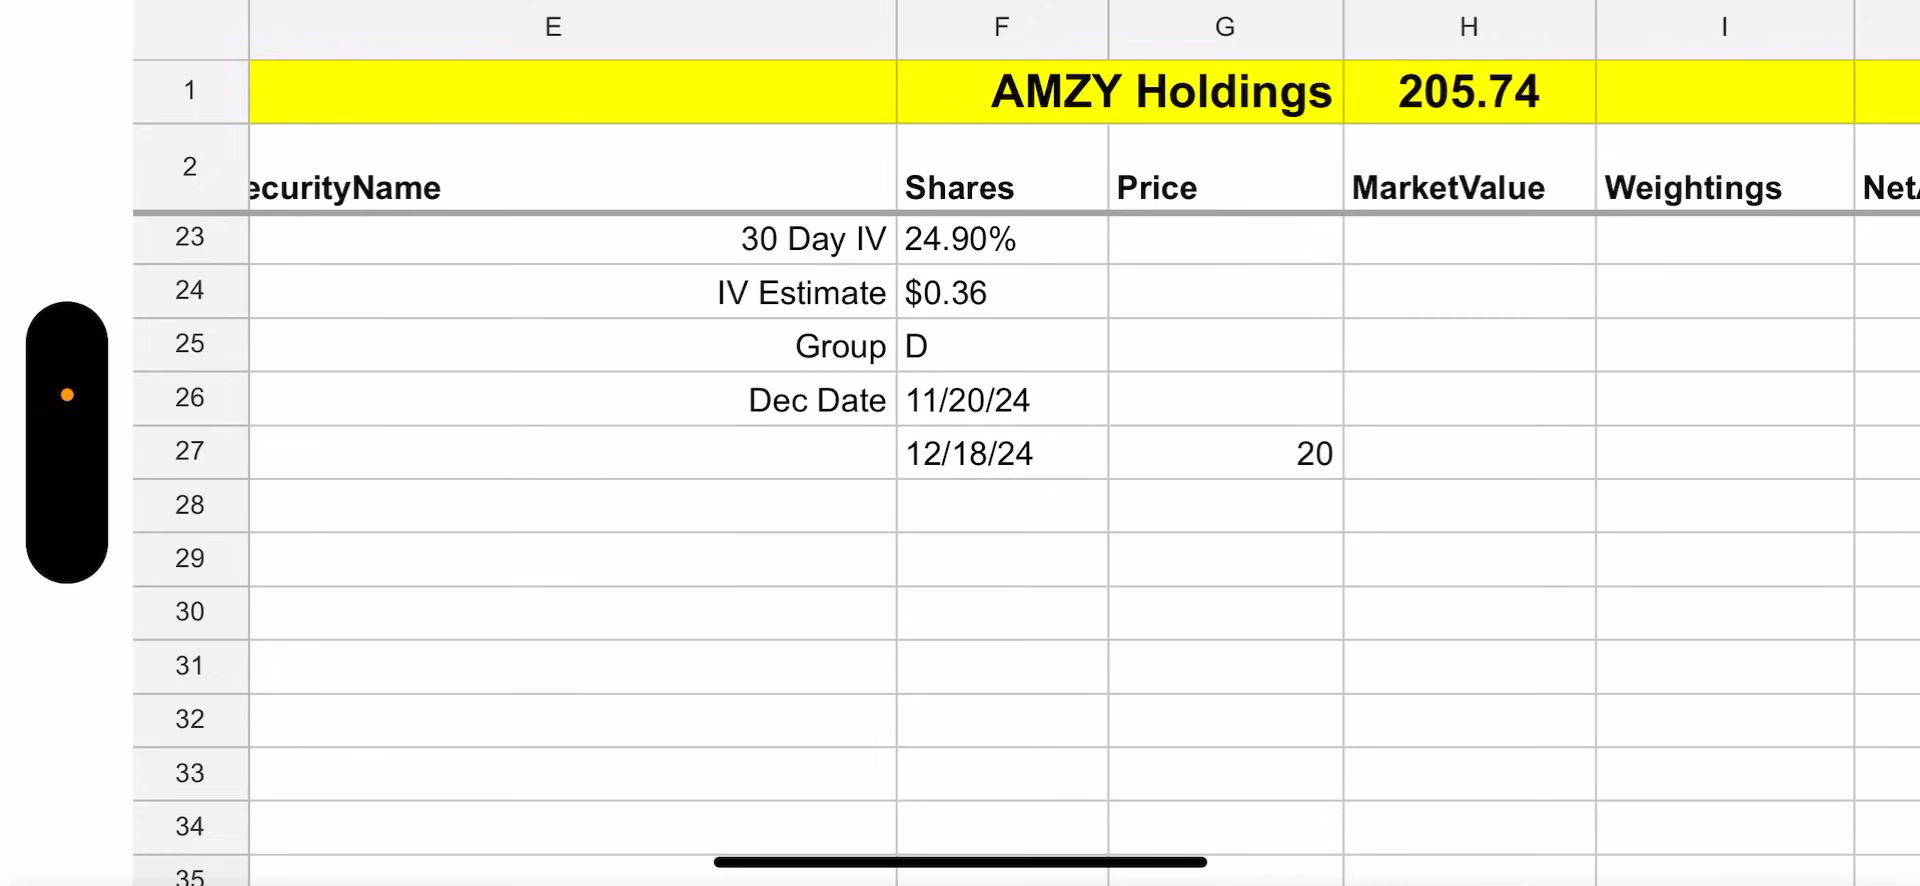 E F G H I
1 AMZY Holdings 205.74
2 ecurityName Shares Price MarketValue Weightings Net
23 30 Day IV 24.90%
24 IV Estimate $0.36
25 Group D
26 Dec Date 11/20/24
27 12/18/24 20
28
29
30
31
32
33
34
35